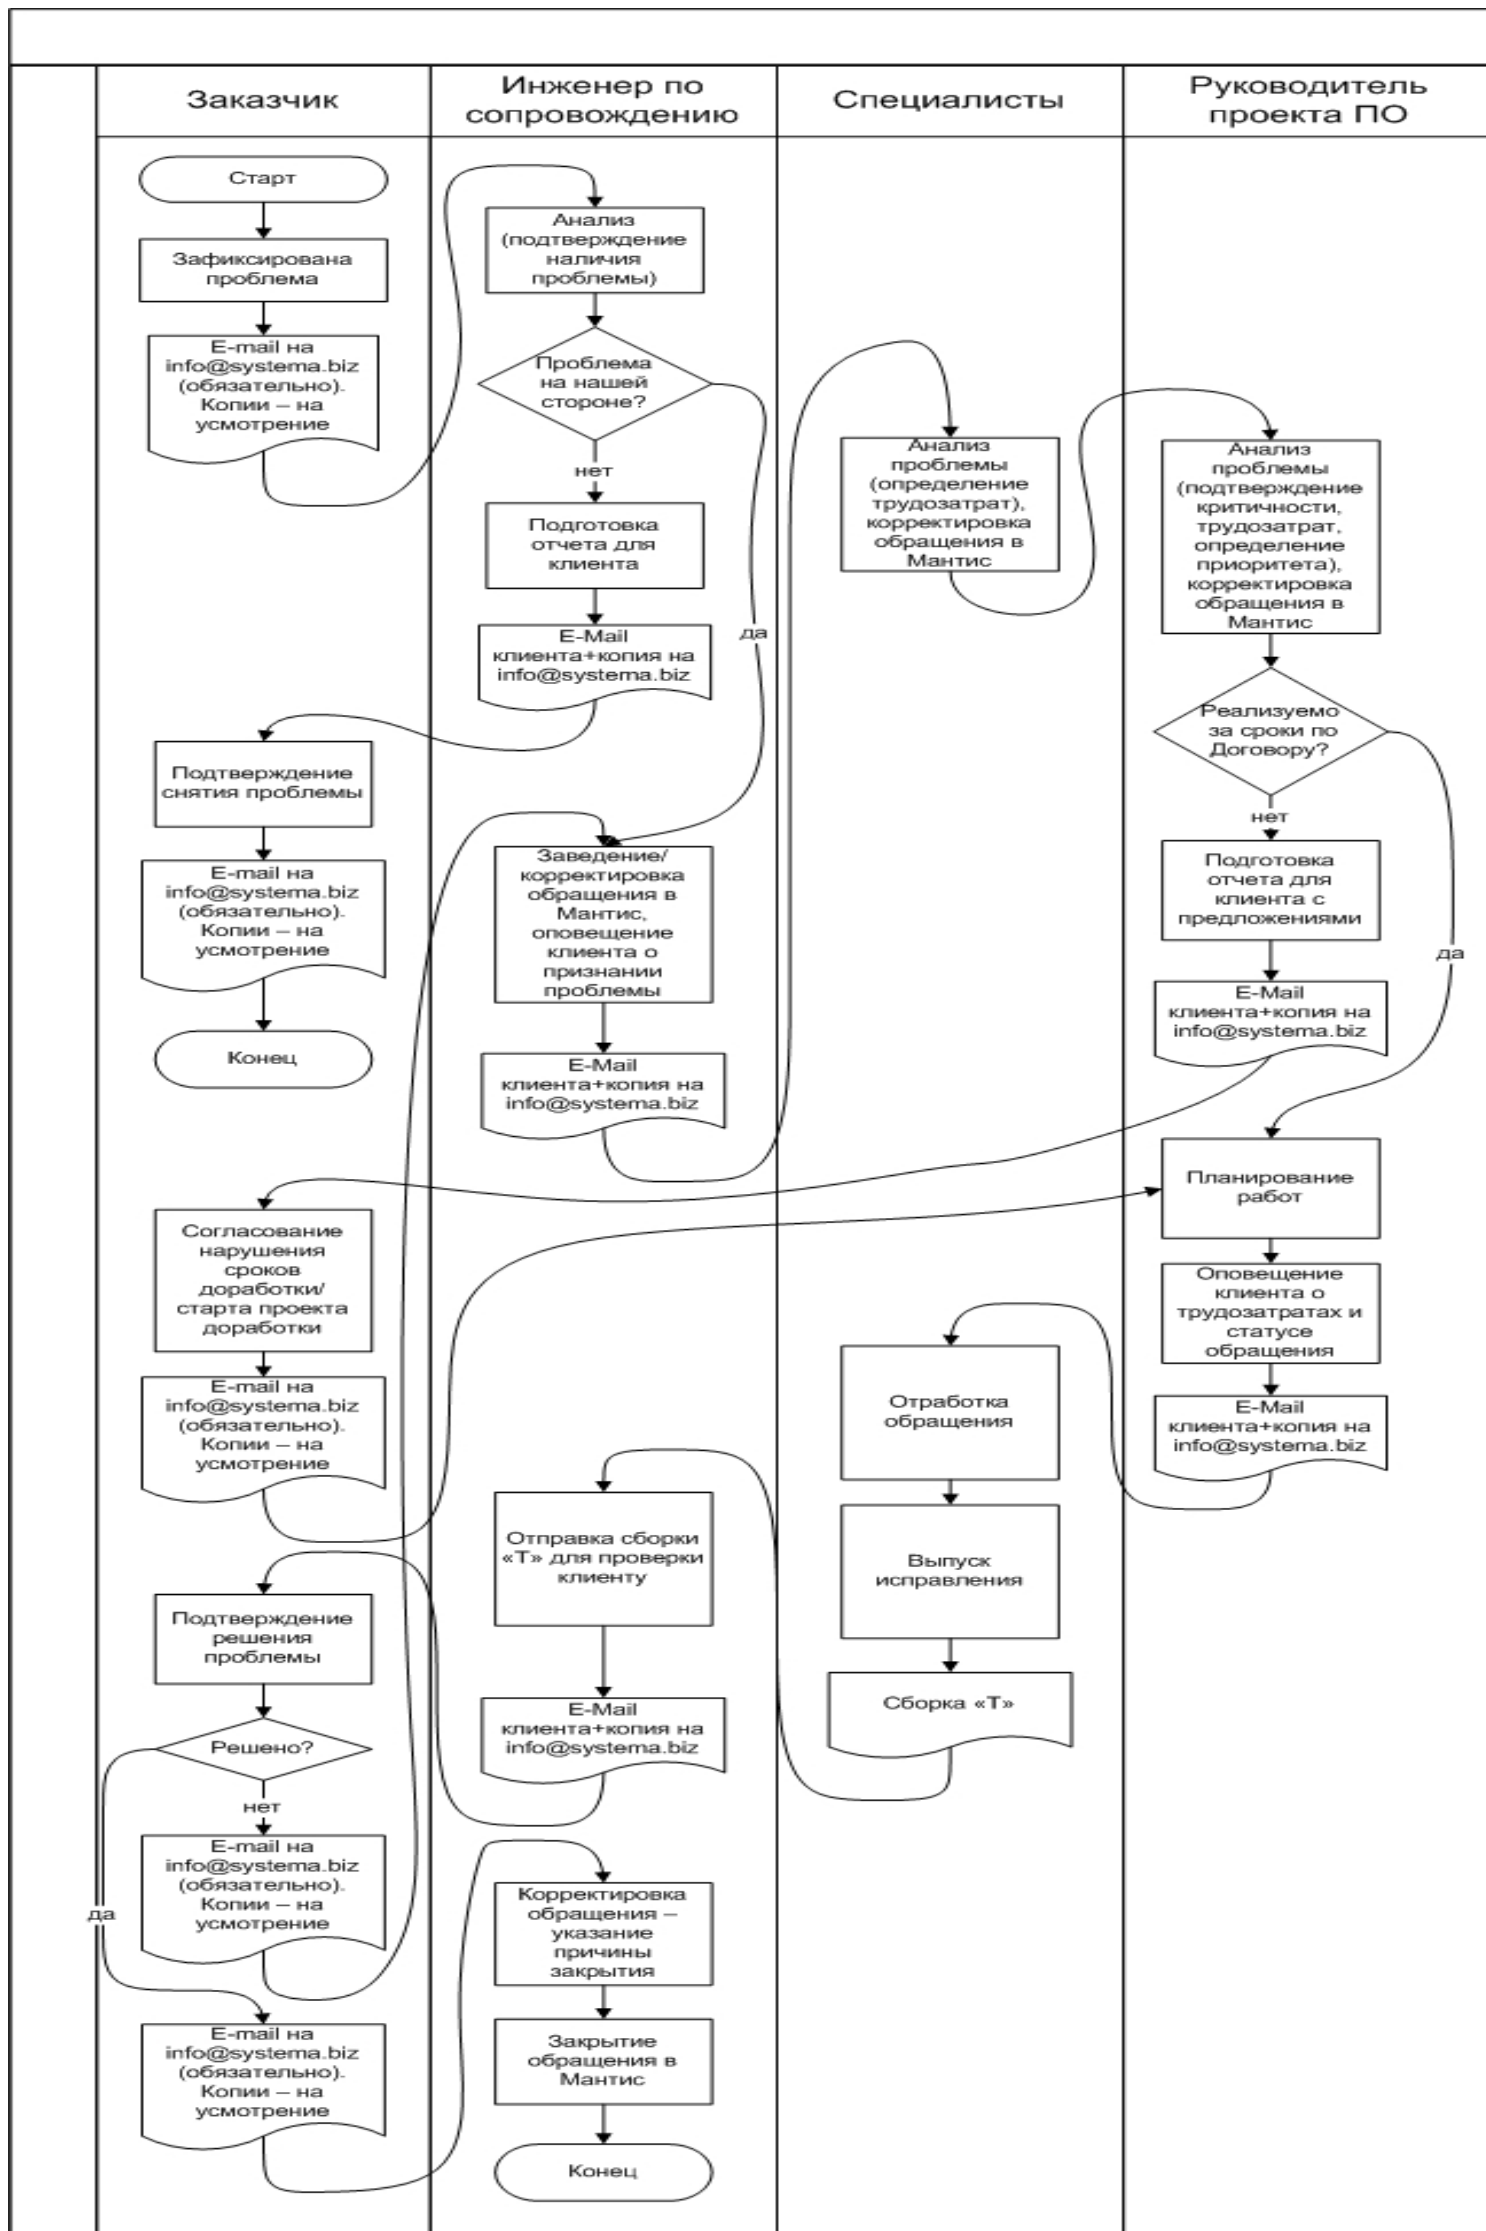 Заказчик
Инженер по
сопровождению
Специалисты
Руководитель
проекта ПО
Старт
Зафиксирована
проблема
E-mail на
info@systema.biz
(обязательно).
Копии – на
усмотрение
Анализ
(подтверждение
наличия
проблемы)
Проблема
на нашей
стороне?
нет
да
Подготовка
отчета для
клиента
E-Mail
клиента+копия на
info@systema.biz
Подтверждение
снятия проблемы
E-mail на
info@systema.biz
(обязательно).
Копии – на
усмотрение
Конец
Заведение/
корректировка
обращения в
Мантис,
оповещение
клиента о
признании
проблемы
E-Mail
клиента+копия на
info@systema.biz
Анализ
проблемы
(определение
трудозатрат),
корректировка
обращения в
Мантис
Анализ
проблемы
(подтверждение
критичности,
трудозатрат,
определение
приоритета),
корректировка
обращения в
Мантис
Реализуемо
за сроки по
Договору?
нет
да
Подготовка
отчета для
клиента с
предложениями
E-Mail
клиента+копия на
info@systema.biz
Согласование
нарушения
сроков
доработки/
старта проекта
доработки
E-mail на
info@systema.biz
(обязательно).
Копии – на
усмотрение
Планирование
работ
Оповещение
клиента о
трудозатратах и
статусе
обращения
E-Mail
клиента+копия на
info@systema.biz
Отработка
обращения
Выпуск
исправления
Сборка «Т»
Отправка сборки
«Т» для проверки
клиенту
E-Mail
клиента+копия на
info@systema.biz
Подтверждение
решения
проблемы
Решено?
нет
да
E-mail на
info@systema.biz
(обязательно).
Копии – на
усмотрение
E-mail на
info@systema.biz
(обязательно).
Копии – на
усмотрение
Корректировка
обращения –
указание
причины
закрытия
Закрытие
обращения в
Мантис
Конец